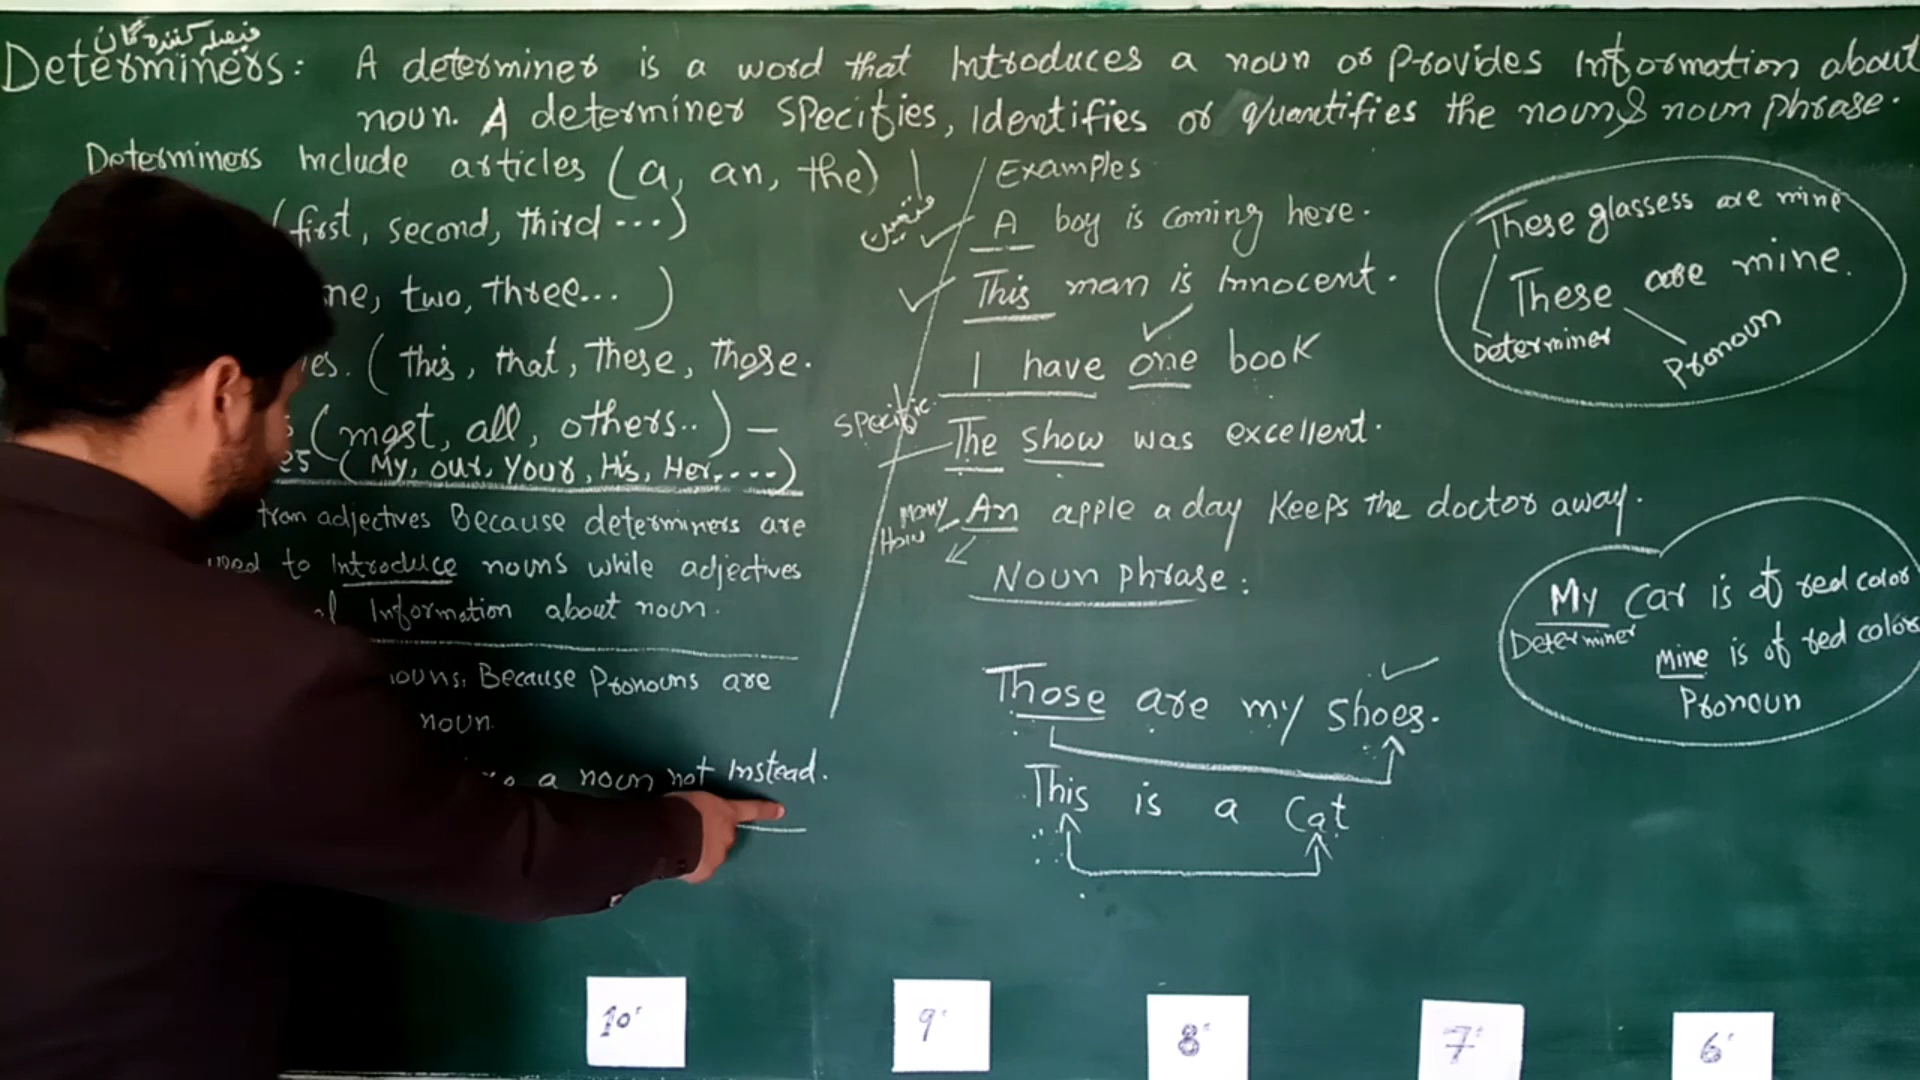 فیصلہ کنندہ گان
Determiners: A determiner is a word that Introduces a noun or Provides Information about
noun. A determiner specifies, Identifies or quantifies the noun & noun phrase.
Determiners Include articles (a, an, the)
(first, second, third ...)
ne, two, three... )
es. ( this, that, These, Those.
s (most, all, others..) –
es ( My, our, Your, His, Her, ....)
from adjectives Because determiners are
used to Introduce nouns while adjectives
al Information about noun.
ouns. Because Pronouns are
noun.
a noun not Instead.
Examples
متعین
A boy is coming here.
This man is Innocent.
I have one book
specific.
The show was excellent.
Many
How
An apple a day Keeps the doctor away.
Noun phrase:
Those are my shoes.
This is a Cat
These glassess are mine
These are mine.
Determiner
Pronoun
My Car is of red color
Determiner
Mine is of red color
Pronoun
10
9
8
7
6